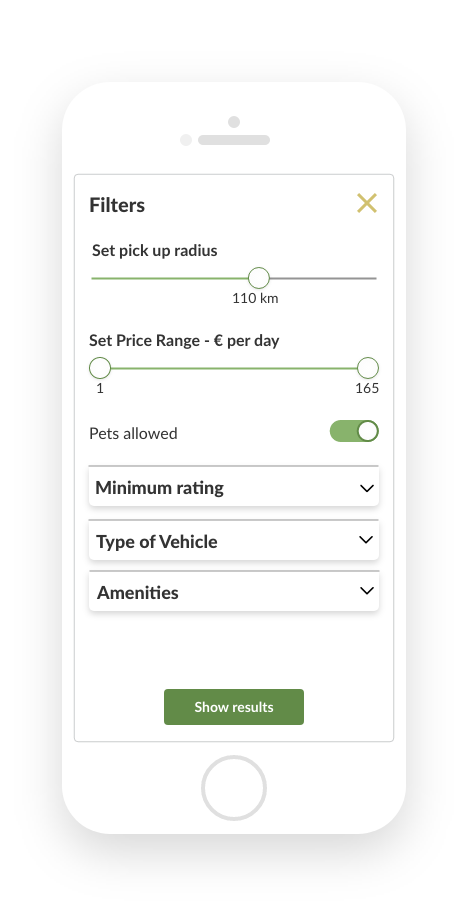 Filters
Set pick up radius
110 km
Set Price Range - € per day
1 165
Pets allowed
Minimum rating
Type of Vehicle
Amenities
Show results